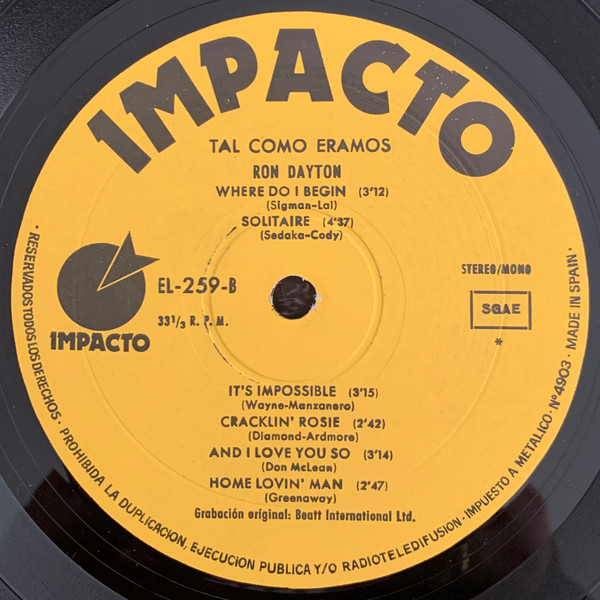 IMPACTO
TAL COMO ERAMOS
RON DAYTON
WHERE DO I BEGIN (3'12)
(Sigman-Lai)
SOLITAIRE (4'37)
(Sedaka-Cody)
IMPACTO
EL-259-B
33⅓ R. P. M.
STEREO/MONO
SGAE
*
IT'S IMPOSSIBLE (3'15)
(Wayne-Manzanero)
CRACKLIN' ROSIE (2'42)
(Diamond-Ardmore)
AND I LOVE YOU SO (3'14)
(Don McLean)
HOME LOVIN' MAN (2'47)
(Greenaway)
Grabación original: Beatt International Ltd.
· RESERVADOS TODOS LOS DERECHOS · PROHIBIDA LA DUPLICACION, EJECUCION PUBLICA Y/O RADIOTELEDIFUSION · IMPUESTO A METALICO · Nº 4903 · MADE IN SPAIN ·